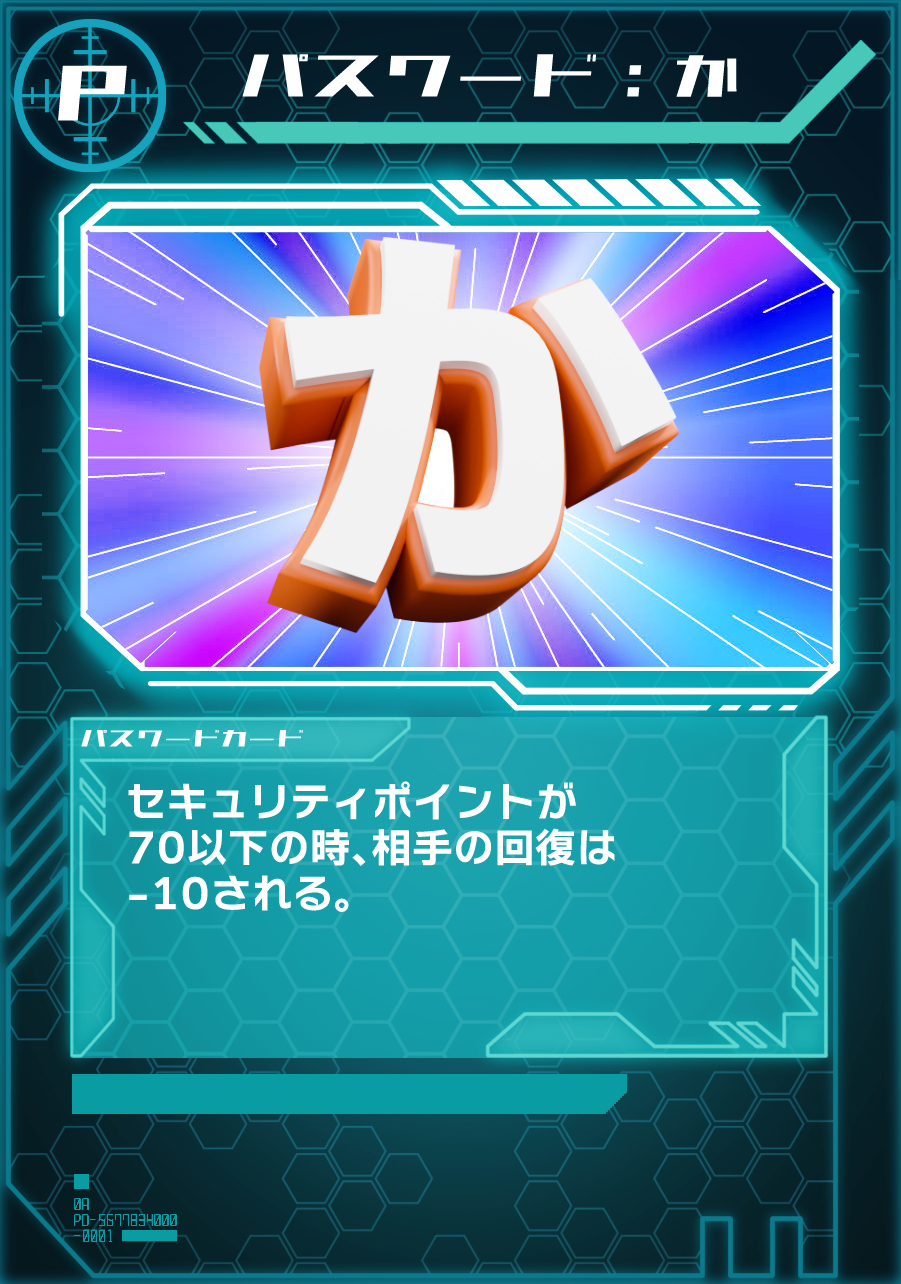 P
パスワード：か
か
パスワードカード
セキュリティポイントが
70以下の時、相手の回復は
-10される。
0A
PD-5677834000
-0001